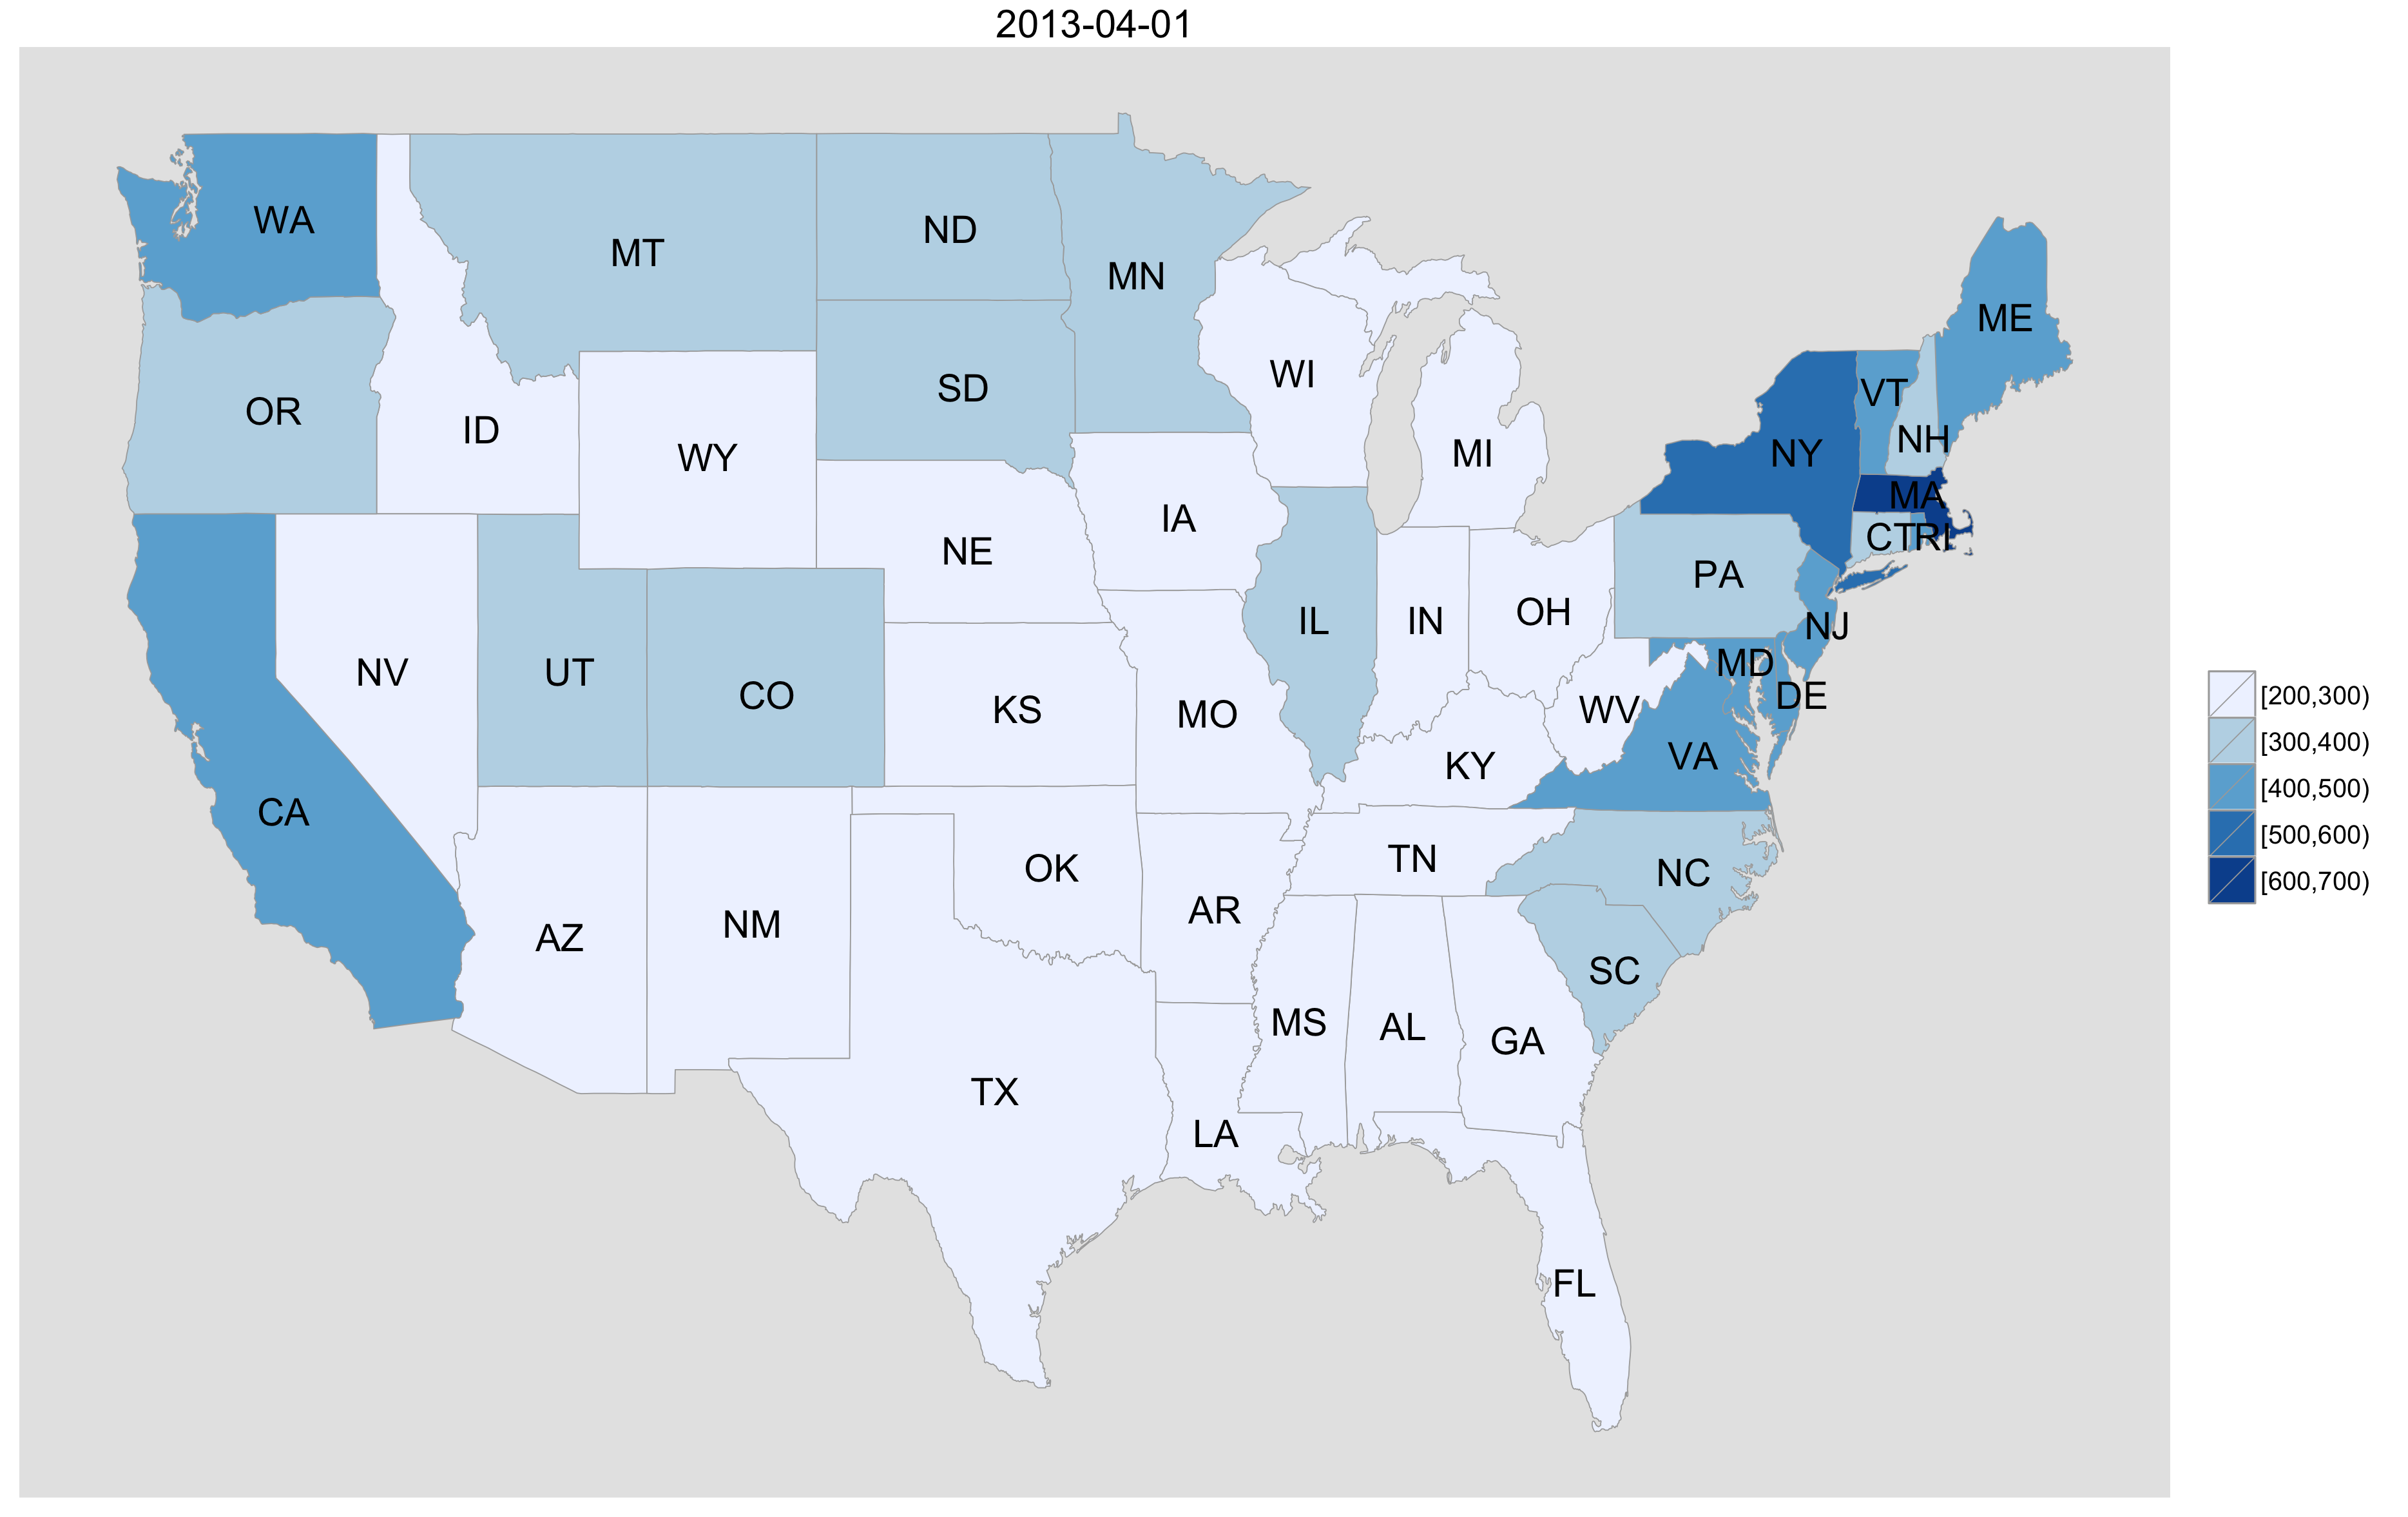 2013-04-01
WA
MT
ND
MN
ME
OR
ID
WY
SD
WI
MI
NY
VT
NH
MA
CT
RI
NE
IA
PA
NJ
IL
IN
OH
NV
UT
CO
KS
MO
WV
MD
DE
VA
KY
CA
AZ
NM
OK
AR
TN
NC
SC
TX
LA
MS
AL
GA
FL
[200,300)
[300,400)
[400,500)
[500,600)
[600,700)